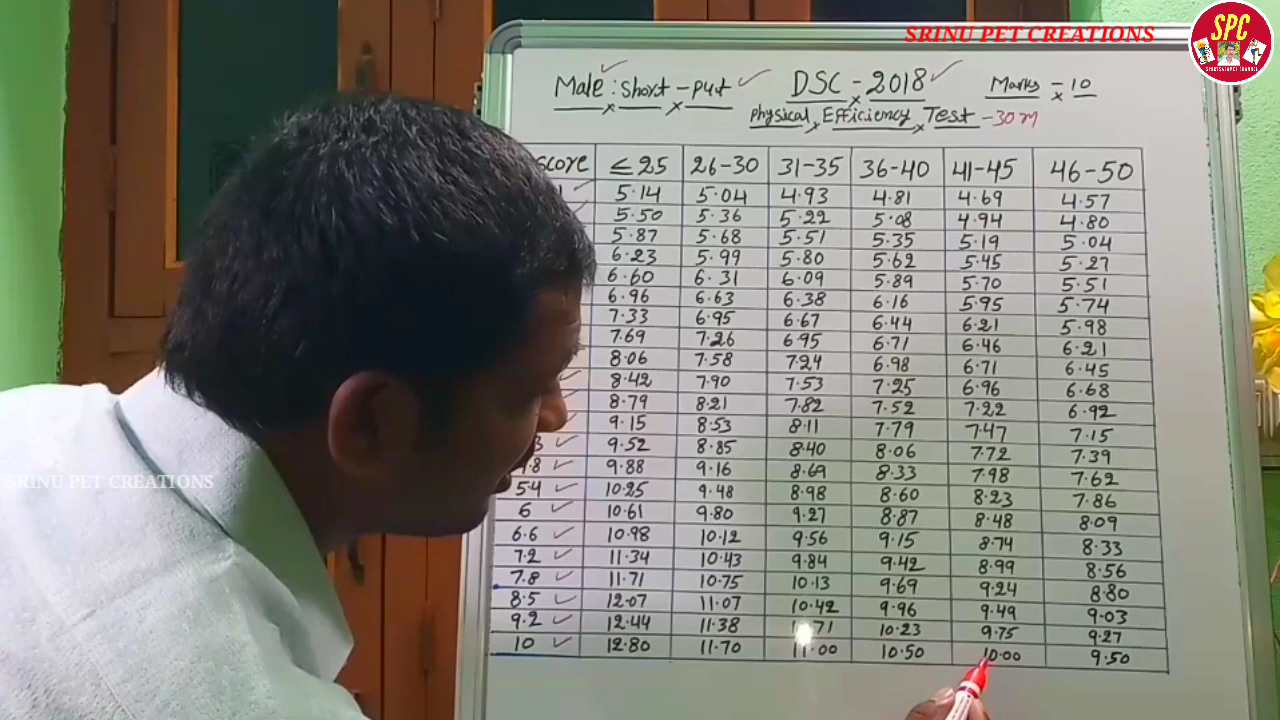 SRINU PET CREATIONS
SPC
SPORTS & PET CHANNEL
Male : Short - Put DSC - 2018 Marks = 10
Physical Efficiency Test - 30 M
score ≤ 25 26-30 31-35 36-40 41-45 46-50
5.14 5.04 4.93 4.81 4.69 4.57
5.50 5.36 5.22 5.08 4.94 4.80
5.87 5.68 5.51 5.35 5.19 5.04
6.23 5.99 5.80 5.62 5.45 5.27
6.60 6.31 6.09 5.89 5.70 5.51
6.96 6.63 6.38 6.16 5.95 5.74
7.33 6.95 6.67 6.44 6.21 5.98
7.69 7.26 6.95 6.71 6.46 6.21
8.06 7.58 7.24 6.98 6.71 6.45
8.42 7.90 7.53 7.25 6.96 6.68
8.79 8.21 7.82 7.52 7.22 6.92
9.15 8.53 8.11 7.79 7.47 7.15
9.52 8.85 8.40 8.06 7.72 7.39
9.88 9.16 8.69 8.33 7.98 7.62
5.4 10.25 9.48 8.98 8.60 8.23 7.86
6 10.61 9.80 9.27 8.87 8.48 8.09
6.6 10.98 10.12 9.56 9.15 8.74 8.33
7.2 11.34 10.43 9.84 9.42 8.99 8.56
7.8 11.71 10.75 10.13 9.69 9.24 8.80
8.5 12.07 11.07 10.42 9.96 9.49 9.03
9.2 12.44 11.38 10.23 9.75 9.27
10 12.80 11.70 11.00 10.50 10.00 9.50
SRINU PET CREATIONS